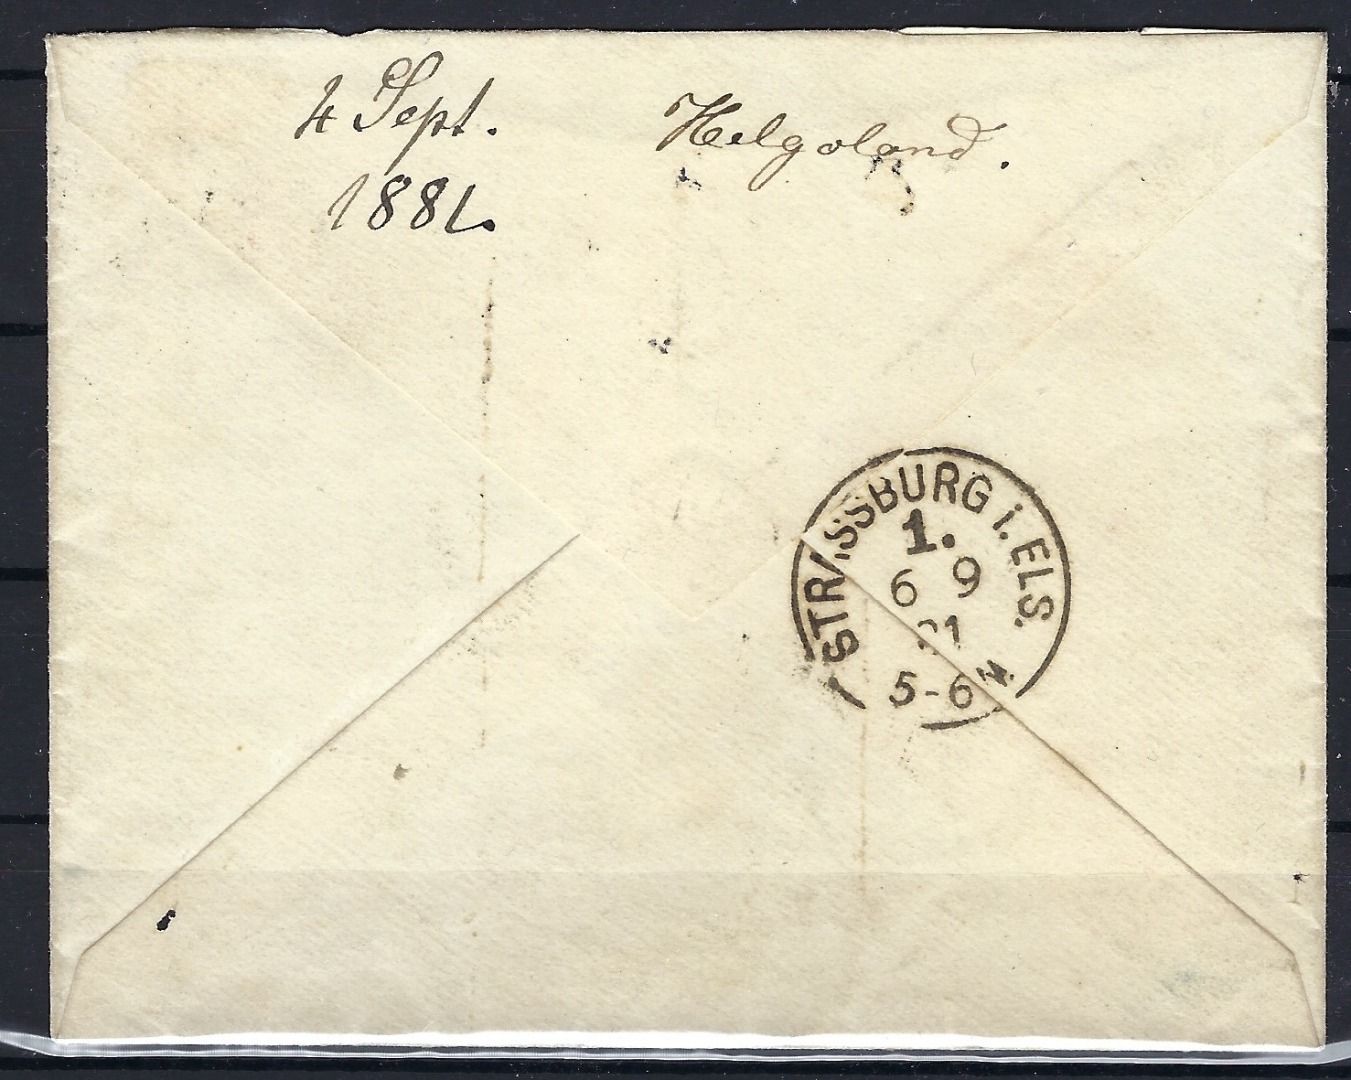 4 Sept.
1881.
Helgoland.
STRASSBURG i. ELS.
1.
6 9
81
5-6 N